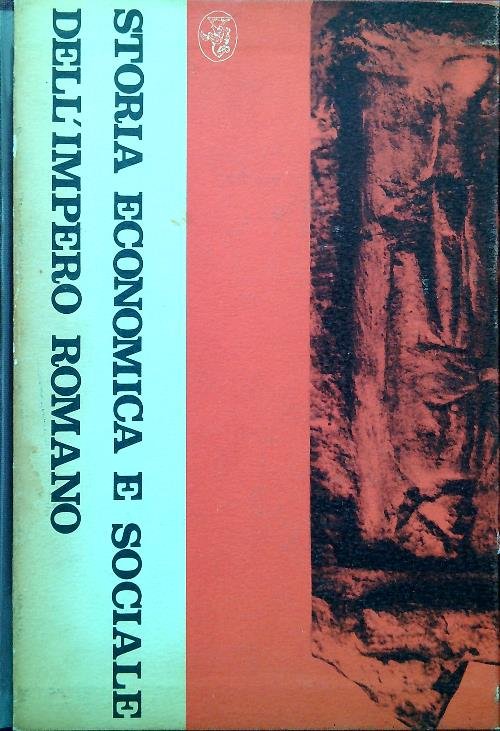 STORIA ECONOMICA E SOCIALE
DELL'IMPERO ROMANO